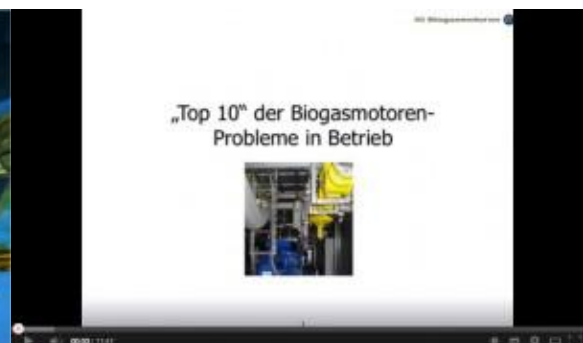 „Top 10“ der Biogasmotoren-
Probleme in Betrieb